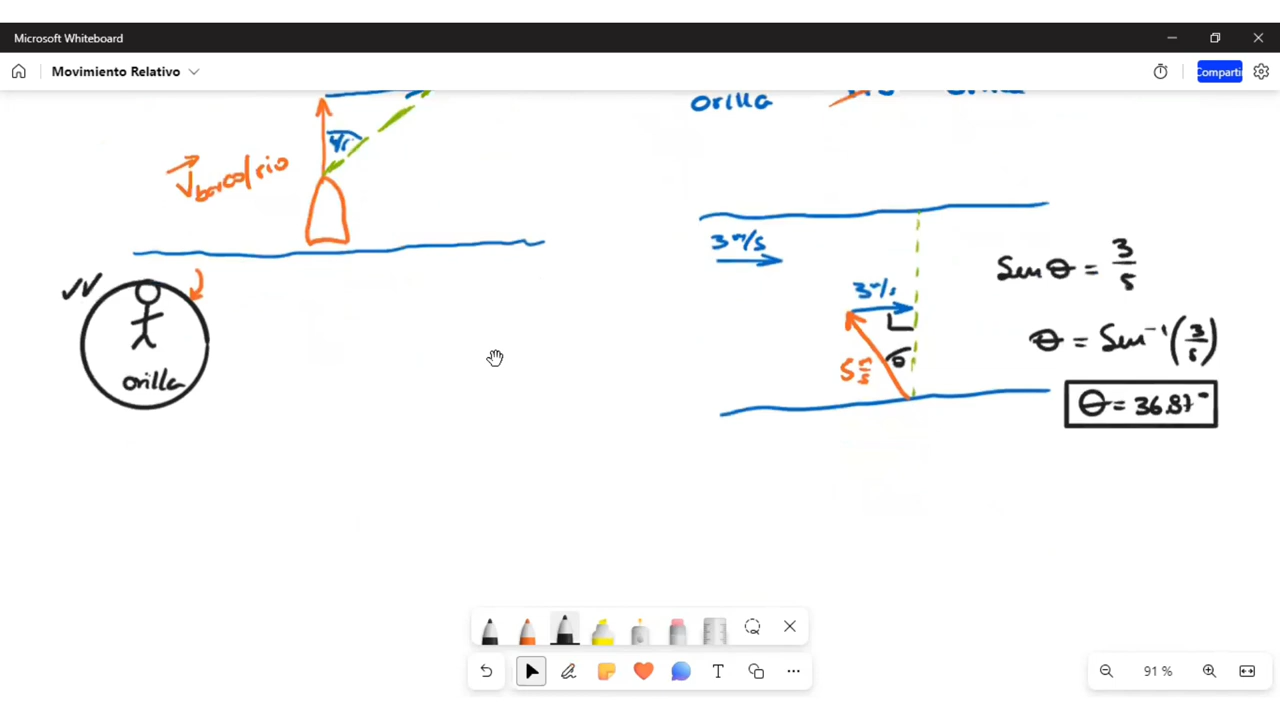 Microsoft Whiteboard
Movimiento Relativo
Comparti
orilla
V barco/rio
orilla
3 m/s
3 m/s
5 m/s
θ
Sen θ = 3/5
θ = Sen⁻¹(3/5)
θ = 36.87°
91 %